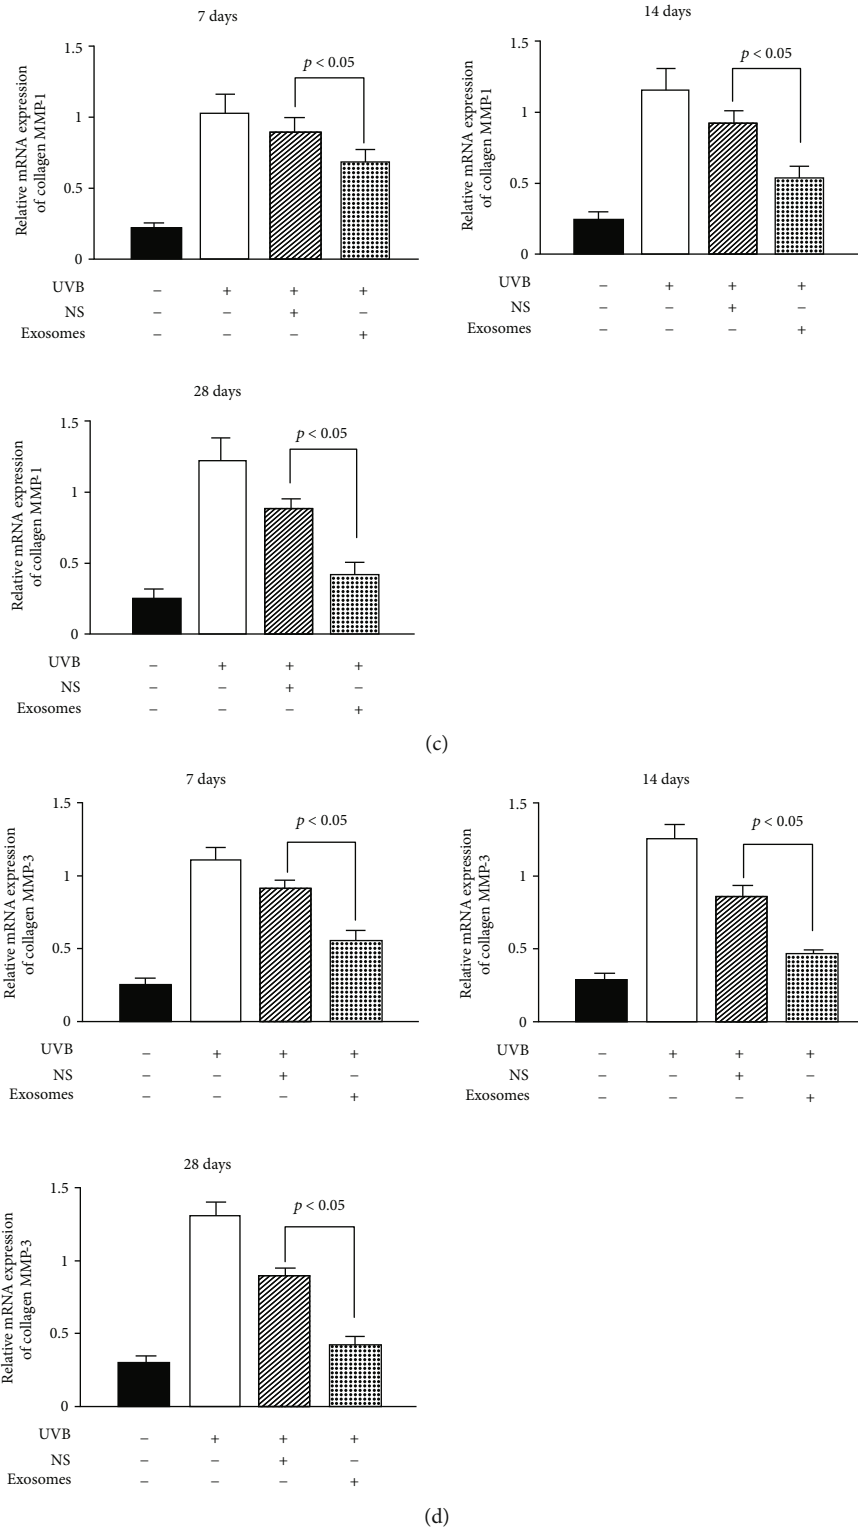 7 days
Relative mRNA expression
of collagen MMP-1
1.5
1
0.5
0
p < 0.05
UVB – + + +
NS – – + –
Exosomes – – – +
14 days
Relative mRNA expression
of collagen MMP-1
1.5
1
0.5
0
p < 0.05
UVB – + + +
NS – – + –
Exosomes – – – +
28 days
Relative mRNA expression
of collagen MMP-1
1.5
1
0.5
0
p < 0.05
UVB – + + +
NS – – + –
Exosomes – – – +
(c)
7 days
Relative mRNA expression
of collagen MMP-3
1.5
1
0.5
0
p < 0.05
UVB – + + +
NS – – + –
Exosomes – – – +
14 days
Relative mRNA expression
of collagen MMP-3
1.5
1
0.5
0
p < 0.05
UVB – + + +
NS – – + –
Exosomes – – – +
28 days
Relative mRNA expression
of collagen MMP-3
1.5
1
0.5
0
p < 0.05
UVB – + + +
NS – – + –
Exosomes – – – +
(d)